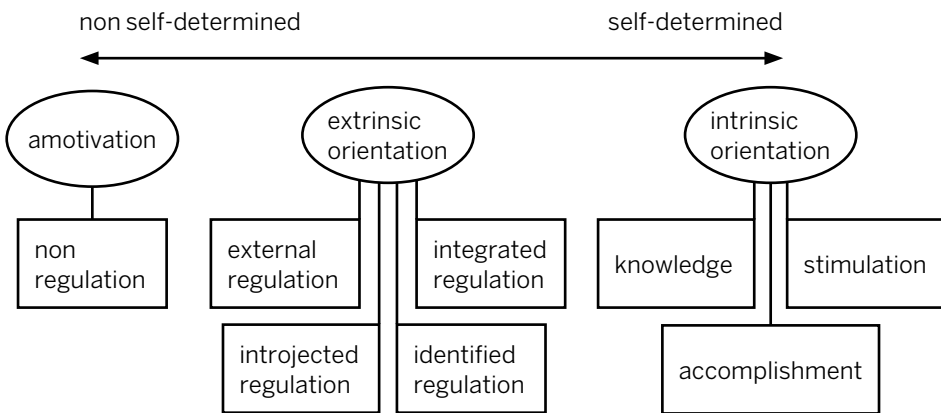 non self-determined
self-determined
amotivation
extrinsic
orientation
intrinsic
orientation
non
regulation
external
regulation
integrated
regulation
knowledge
stimulation
introjected
regulation
identified
regulation
accomplishment